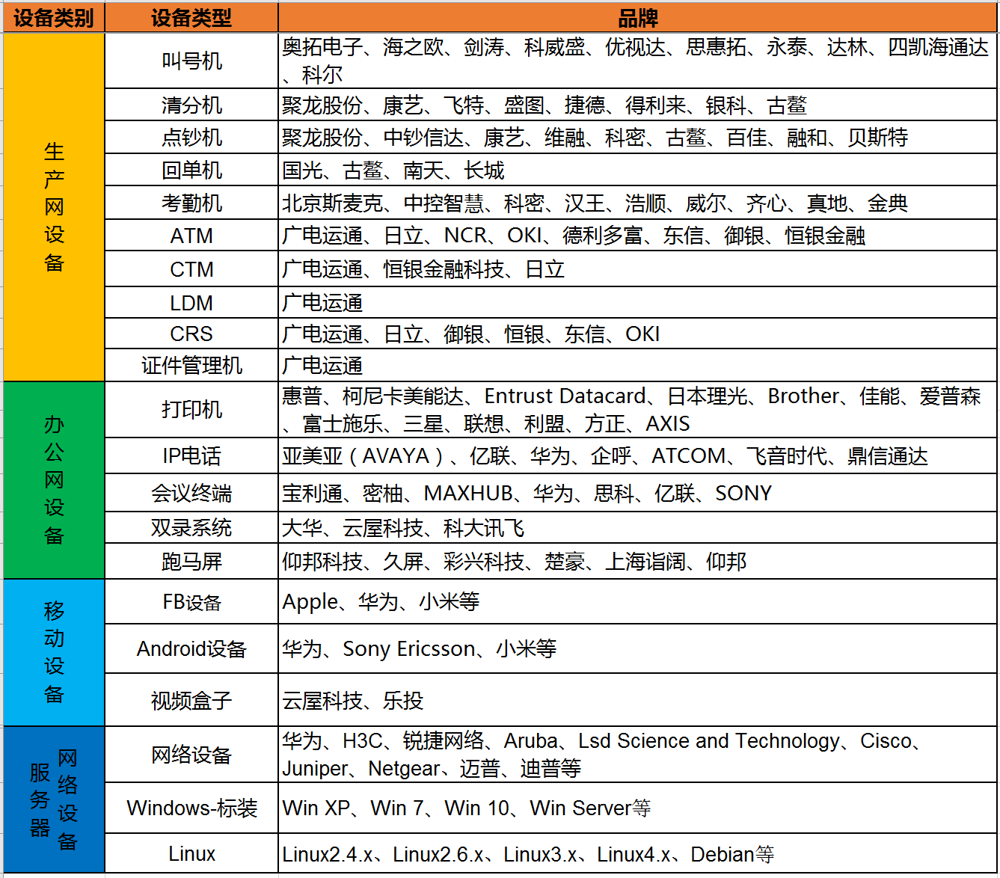 设备类别 设备类型 品牌
生产网设备
叫号机 奥拓电子、海之欧、剑涛、科威盛、优视达、思惠拓、永泰、达林、四凯海通达
、科尔
清分机 聚龙股份、康艺、飞特、盛图、捷德、得利来、银科、古鳌
点钞机 聚龙股份、中钞信达、康艺、维融、科密、古鳌、百佳、融和、贝斯特
回单机 国光、古鳌、南天、长城
考勤机 北京斯麦克、中控智慧、科密、汉王、浩顺、威尔、齐心、真地、金典
ATM 广电运通、日立、NCR、OKI、德利多富、东信、御银、恒银金融
CTM 广电运通、恒银金融科技、日立
LDM 广电运通
CRS 广电运通、日立、御银、恒银、东信、OKI
证件管理机 广电运通
办公网设备
打印机 惠普、柯尼卡美能达、Entrust Datacard、日本理光、Brother、佳能、爱普森
、富士施乐、三星、联想、利盟、方正、AXIS
IP电话 亚美亚（AVAYA）、亿联、华为、企呼、ATCOM、飞音时代、鼎信通达
会议终端 宝利通、密柚、MAXHUB、华为、思科、亿联、SONY
双录系统 大华、云屋科技、科大讯飞
跑马屏 仰邦科技、久屏、彩兴科技、楚豪、上海诣阔、仰邦
移动设备
FB设备 Apple、华为、小米等
Android设备 华为、Sony Ericsson、小米等
视频盒子 云屋科技、乐投
网络设备
服务器
网络设备 华为、H3C、锐捷网络、Aruba、Lsd Science and Technology、Cisco、
Juniper、Netgear、迈普、迪普等
Windows-标装 Win XP、Win 7、Win 10、Win Server等
Linux Linux2.4.x、Linux2.6.x、Linux3.x、Linux4.x、Debian等